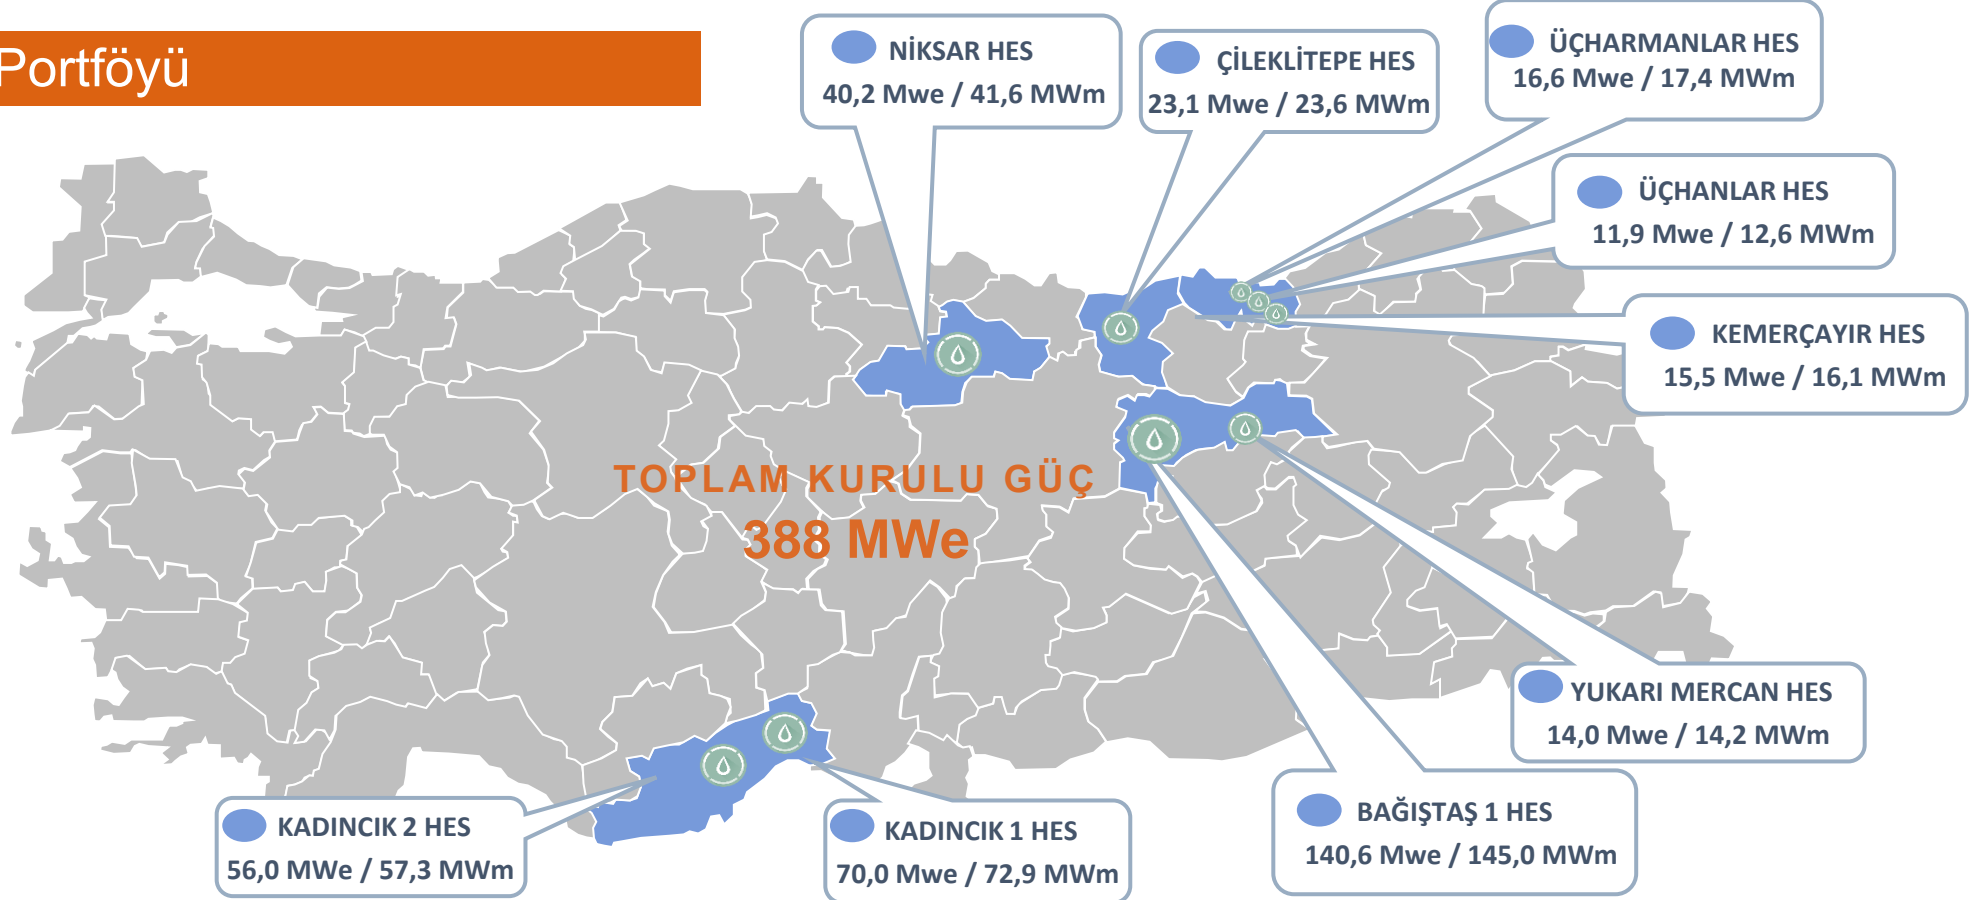 Portföyü
NİKSAR HES
40,2 Mwe / 41,6 MWm
ÇİLEKLİTEPE HES
23,1 Mwe / 23,6 MWm
ÜÇHARMANLAR HES
16,6 Mwe / 17,4 MWm
ÜÇHANLAR HES
11,9 Mwe / 12,6 MWm
KEMERÇAYIR HES
15,5 Mwe / 16,1 MWm
TOPLAM KURULU GÜÇ
388 MWe
YUKARI MERCAN HES
14,0 Mwe / 14,2 MWm
BAĞIŞTAŞ 1 HES
140,6 Mwe / 145,0 MWm
KADINCIK 2 HES
56,0 MWe / 57,3 MWm
KADINCIK 1 HES
70,0 Mwe / 72,9 MWm